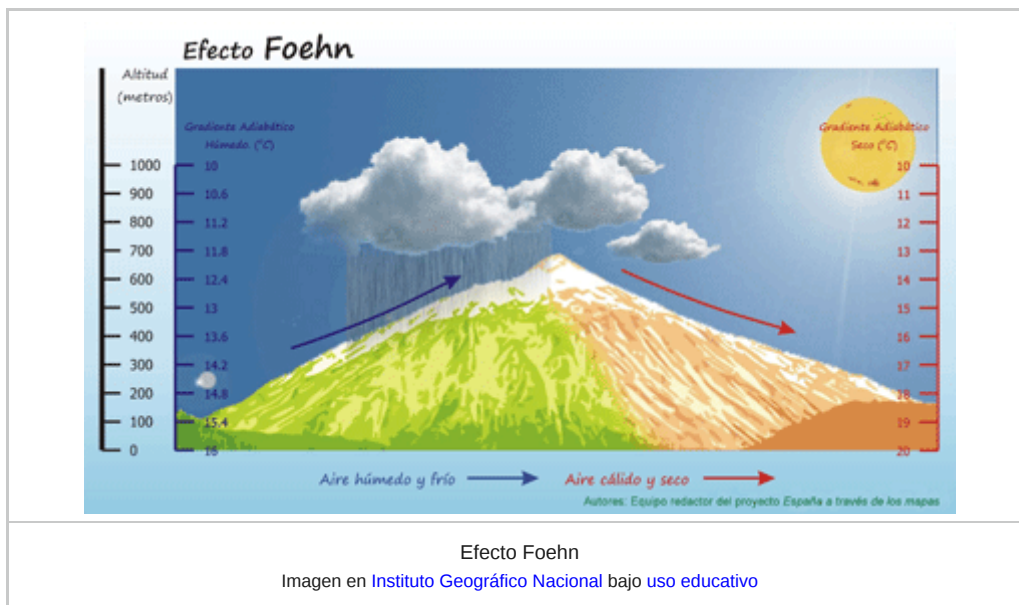 Efecto Foehn
Altitud
(metros)
Gradiente Adiabático
Húmedo. (°C)
Gradiente Adiabático
Seco (°C)
1000 10 10
900 10.6 11
800 11.2 12
700 11.8 13
600 12.4 14
500 13 15
400 13.6 16
300 14.2 17
200 14.8 18
100 15.4 19
0 16 20
Aire húmedo y frío Aire cálido y seco
Autores: Equipo redactor del proyecto España a través de los mapas
Efecto Foehn
Imagen en Instituto Geográfico Nacional bajo uso educativo